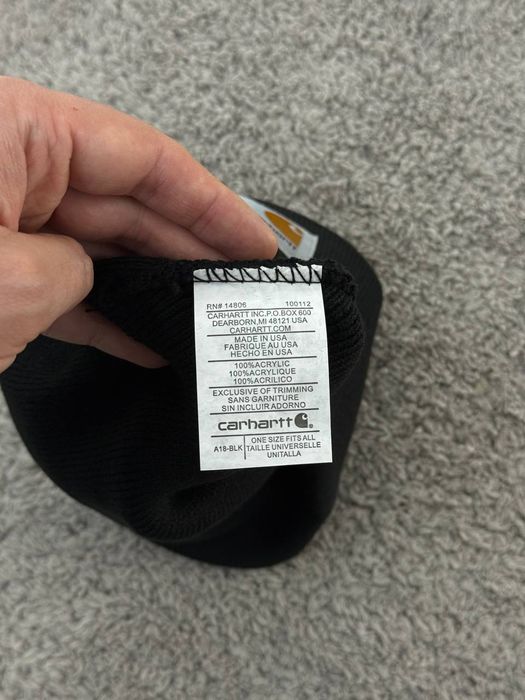 RN# 14806 100112
CARHARTT INC.P.O.BOX 600
DEARBORN,MI 48121 USA
CARHARTT.COM
MADE IN USA
FABRIQUE AU USA
HECHO EN USA
100%ACRYLIC
100%ACRYLIQUE
100%ACRILICO
EXCLUSIVE OF TRIMMING
SANS GARNITURE
SIN INCLUIR ADORNO
carhartt
A18-BLK
ONE SIZE FITS ALL
TAILLE UNIVERSELLE
UNITALLA